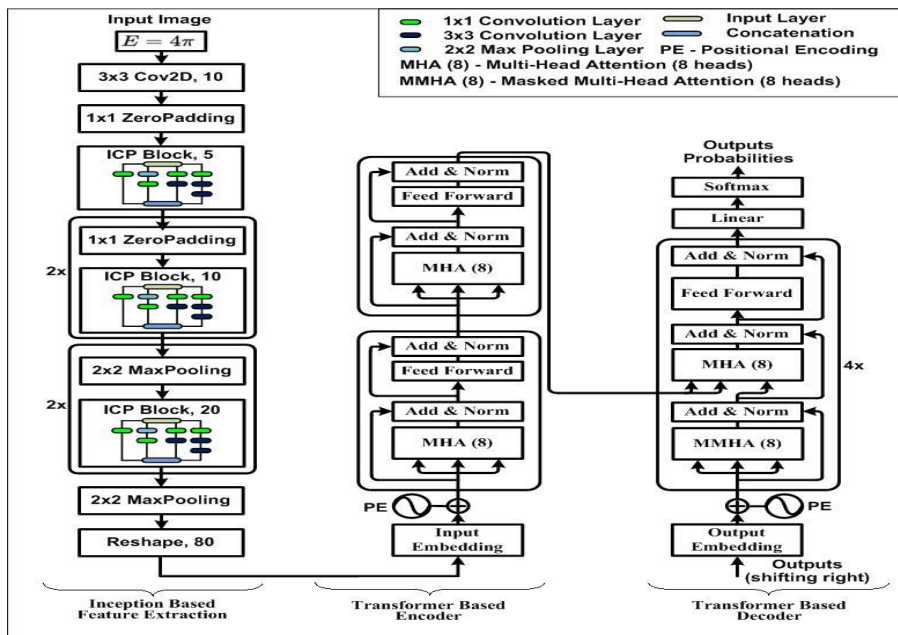 Input Image
E = 4π
3x3 Cov2D, 10
1x1 ZeroPadding
ICP Block, 5
2x
1x1 ZeroPadding
ICP Block, 10
2x
2x2 MaxPooling
ICP Block, 20
2x2 MaxPooling
Reshape, 80
Inception Based
Feature Extraction
1x1 Convolution Layer
3x3 Convolution Layer
2x2 Max Pooling Layer
Input Layer
Concatenation
PE - Positional Encoding
MHA (8) - Multi-Head Attention (8 heads)
MMHA (8) - Masked Multi-Head Attention (8 heads)
Add & Norm
Feed Forward
Add & Norm
MHA (8)
Add & Norm
Feed Forward
Add & Norm
MHA (8)
PE
Input
Embedding
Transformer Based
Encoder
Outputs
Probabilities
Softmax
Linear
Add & Norm
Feed Forward
Add & Norm
MHA (8)
4x
Add & Norm
MMHA (8)
PE
Output
Embedding
Outputs
(shifting right)
Transformer Based
Decoder